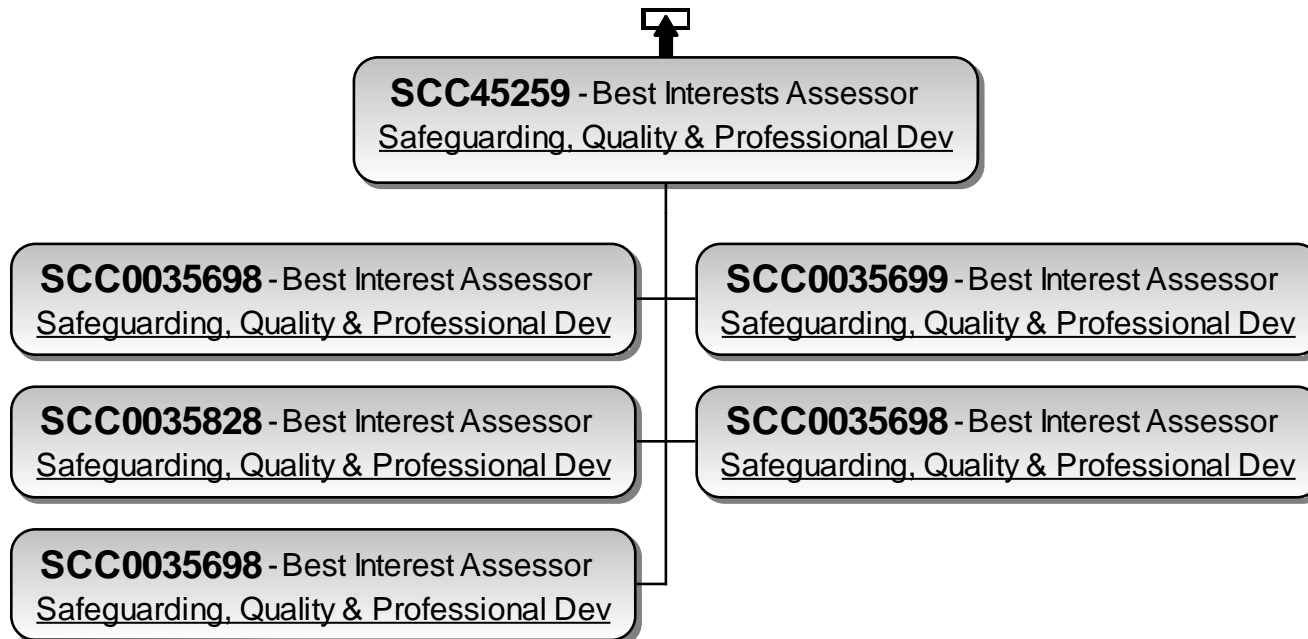 SCC45259 - Best Interests Assessor
Safeguarding, Quality & Professional Dev
SCC0035698 - Best Interest Assessor
Safeguarding, Quality & Professional Dev
SCC0035699 - Best Interest Assessor
Safeguarding, Quality & Professional Dev
SCC0035828 - Best Interest Assessor
Safeguarding, Quality & Professional Dev
SCC0035698 - Best Interest Assessor
Safeguarding, Quality & Professional Dev
SCC0035698 - Best Interest Assessor
Safeguarding, Quality & Professional Dev